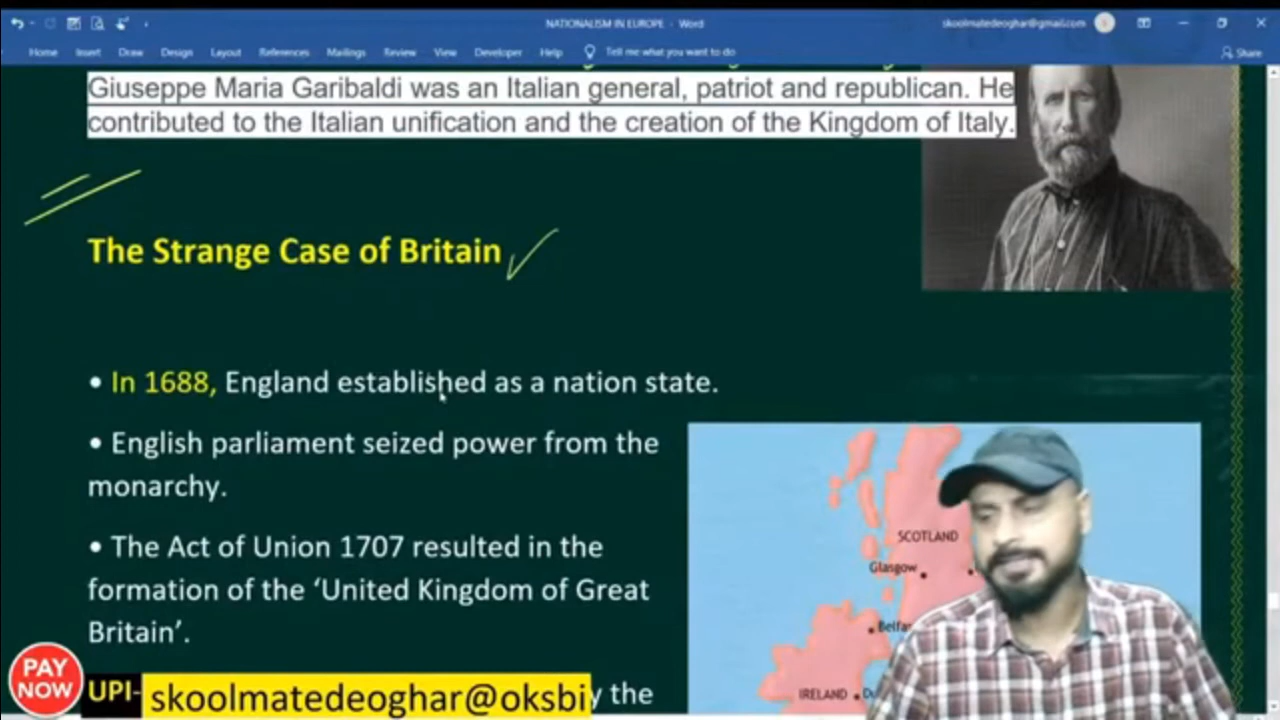 NATIONALISM IN EUROPE - Word
skoolmatedeoghar@gmail.com
Home Insert Draw Design Layout References Mailings Review View Developer Help Tell me what you want to do Share
Giuseppe Maria Garibaldi was an Italian general, patriot and republican. He
contributed to the Italian unification and the creation of the Kingdom of Italy.
The Strange Case of Britain
• In 1688, England established as a nation state.
• English parliament seized power from the
monarchy.
• The Act of Union 1707 resulted in the
formation of the ‘United Kingdom of Great
Britain’.
y the
SCOTLAND
Glasgow
Belfa
IRELAND
Du
PAY
NOW
UPI- skoolmatedeoghar@oksbi